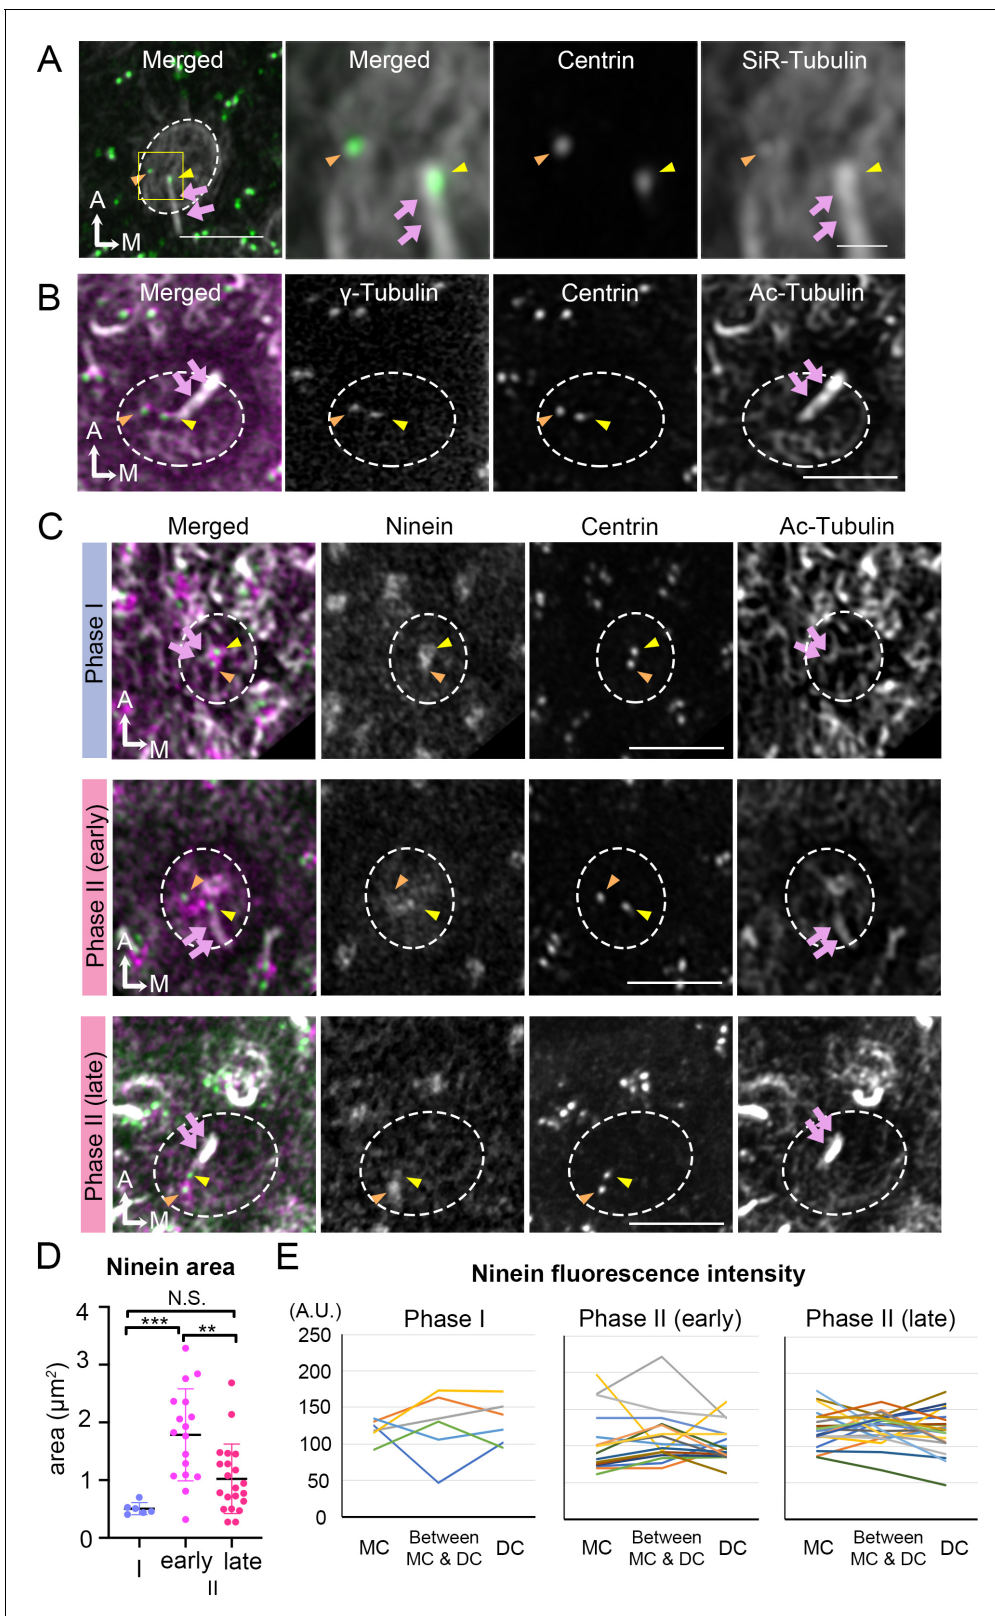 A
Merged
Merged
Centrin
SiR-Tubulin
A
M
B
Merged
γ-Tubulin
Centrin
Ac-Tubulin
A
M
C
Merged
Ninein
Centrin
Ac-Tubulin
Phase I
A
M
Phase II (early)
A
M
Phase II (late)
A
M
D
Ninein area
N.S.
***
**
area (μm²)
4
3
2
1
0
I
early
late
II
E
Ninein fluorescence intensity
(A.U.)
Phase I
Phase II (early)
Phase II (late)
250
200
150
100
50
0
MC
Between
MC & DC
DC
MC
Between
MC & DC
DC
MC
Between
MC & DC
DC